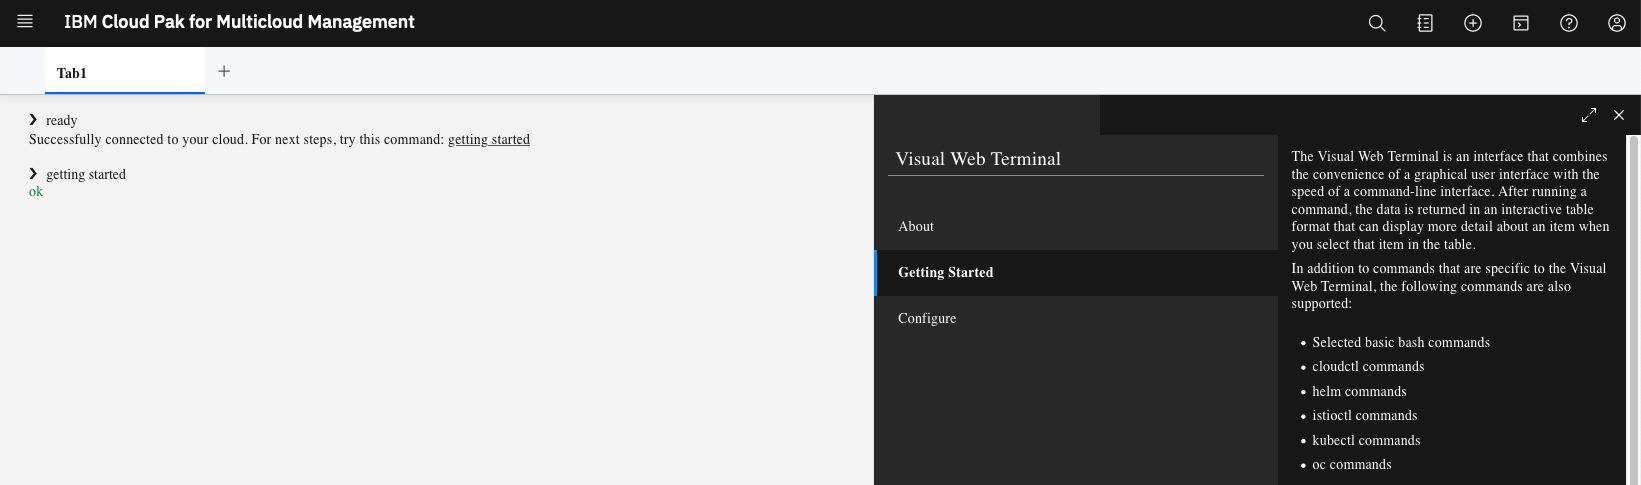 IBM Cloud Pak for Multicloud Management
Tab1
ready
Successfully connected to your cloud. For next steps, try this command: getting started
getting started
ok
Visual Web Terminal
About
Getting Started
Configure
The Visual Web Terminal is an interface that combines
the convenience of a graphical user interface with the
speed of a command-line interface. After running a
command, the data is returned in an interactive table
format that can display more detail about an item when
you select that item in the table.
In addition to commands that are specific to the Visual
Web Terminal, the following commands are also
supported:
• Selected basic bash commands
• cloudctl commands
• helm commands
• istioctl commands
• kubectl commands
• oc commands